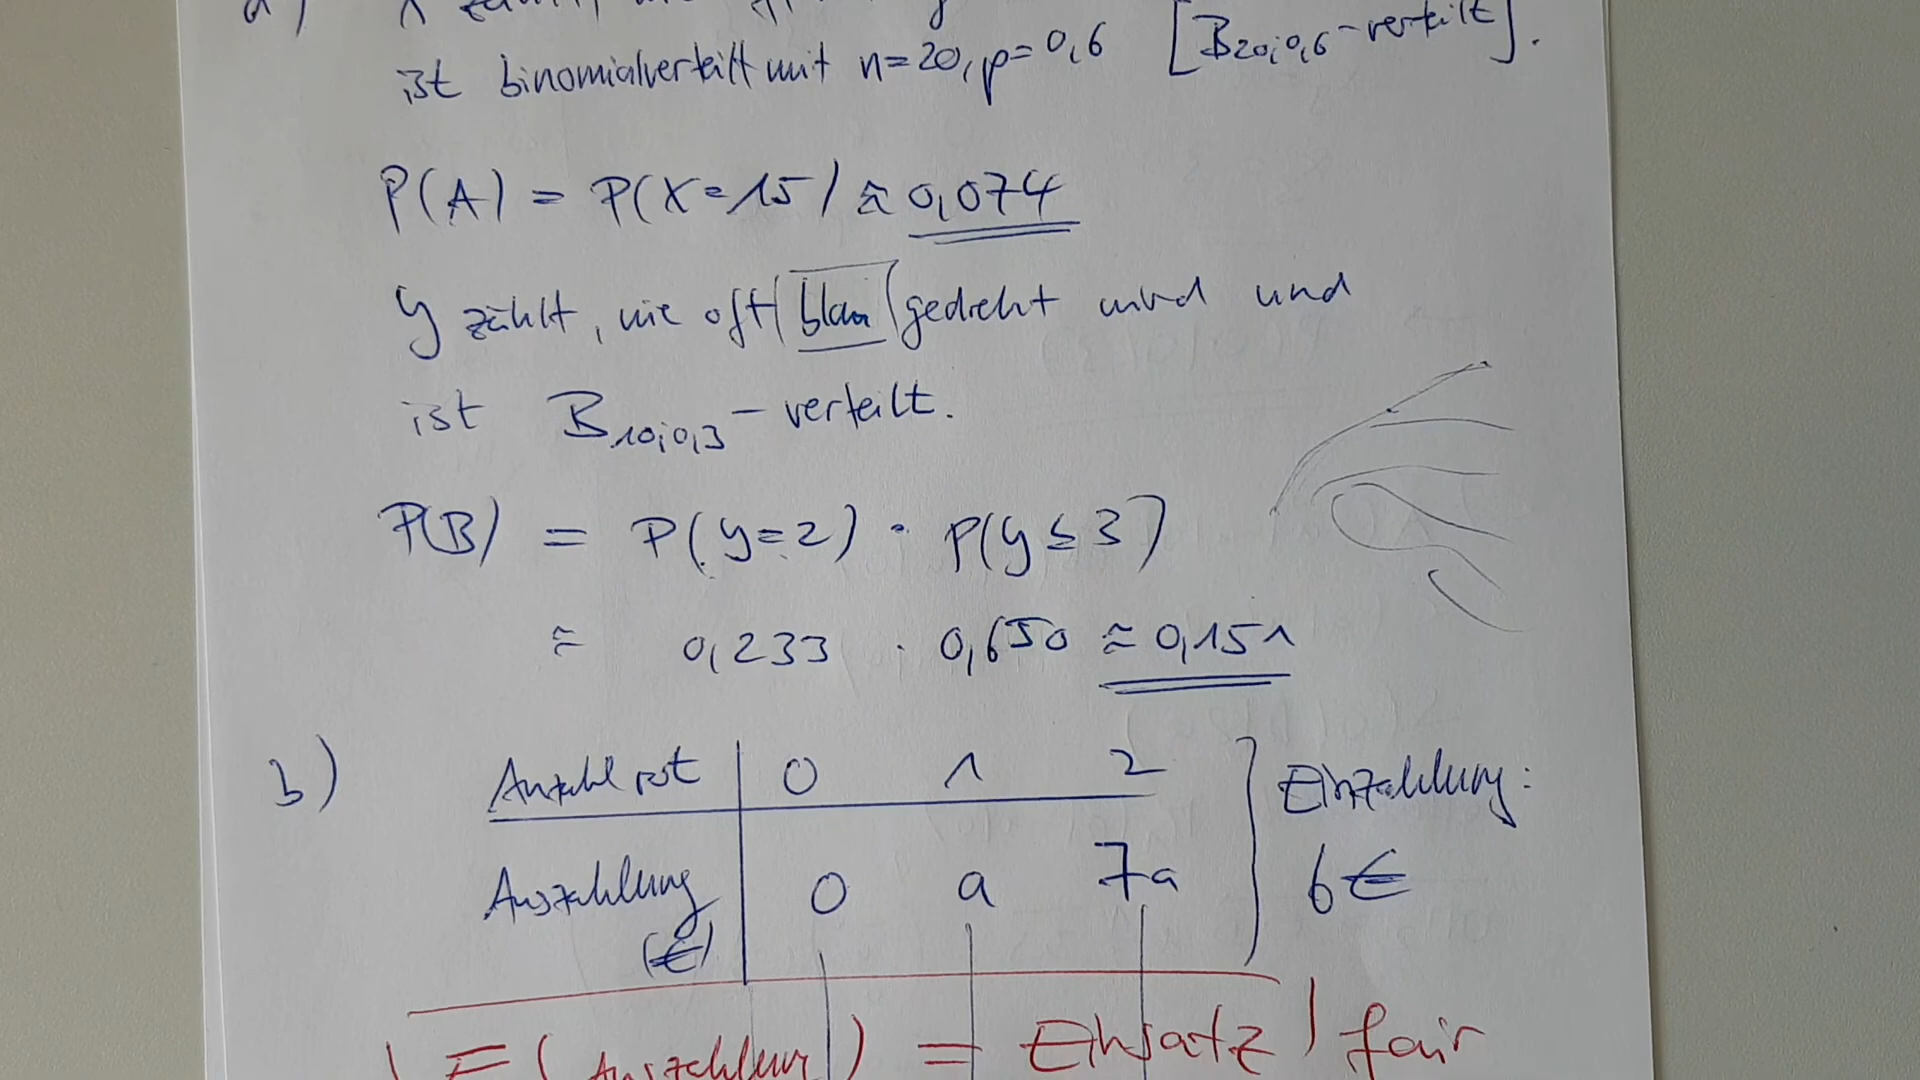 a)
ist binomialverteilt mit n=20, p=0,6 [B20;0,6-verteilt].
P(A) = P(X=15) ≈ 0,074
Y zählt, wie oft blau gedreht wird und
ist B10;0,3-verteilt.
P(B) = P(Y=2) · P(Y≤3)
≈ 0,233 · 0,650 ≈ 0,151
b) Anzahl rot 0 1 2 Einzahlung:
Auszahlung (€) 0 a 7a 6€
E(Auszahlung) = Einsatz fair